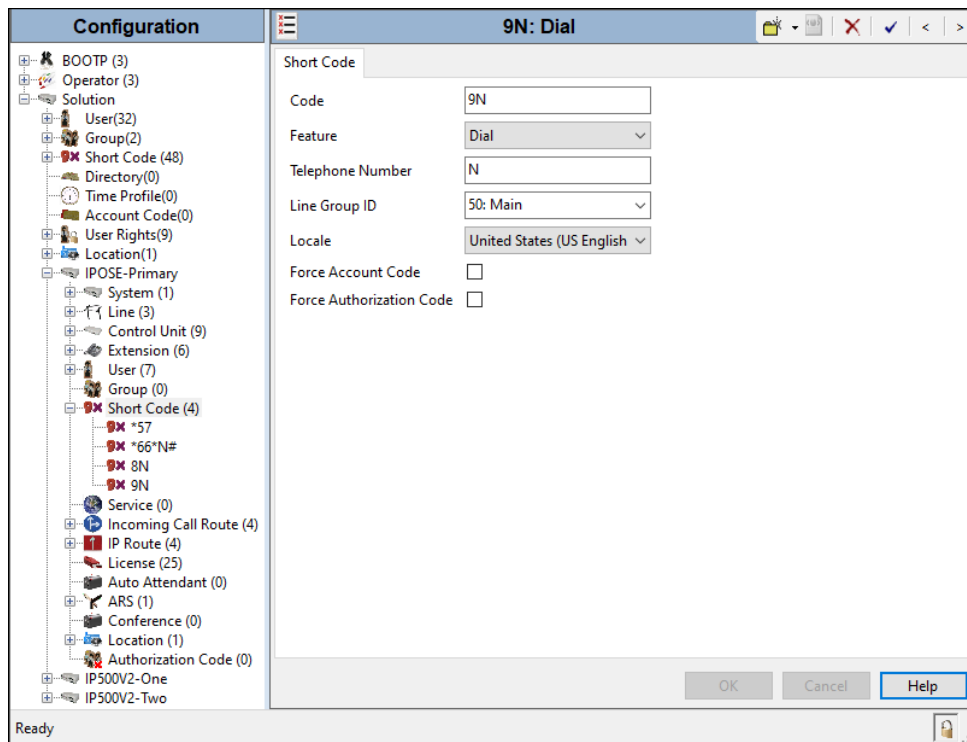 Configuration
BOOTP (3)
Operator (3)
Solution
User(32)
Group(2)
Short Code (48)
Directory(0)
Time Profile(0)
Account Code(0)
User Rights(9)
Location(1)
IPOSE-Primary
System (1)
Line (3)
Control Unit (9)
Extension (6)
User (7)
Group (0)
Short Code (4)
*57
*66*N#
8N
9N
Service (0)
Incoming Call Route (4)
IP Route (4)
License (25)
Auto Attendant (0)
ARS (1)
Conference (0)
Location (1)
Authorization Code (0)
IP500V2-One
IP500V2-Two
9N: Dial
Short Code
Code 9N
Feature Dial
Telephone Number N
Line Group ID 50: Main
Locale United States (US English
Force Account Code
Force Authorization Code
OK Cancel Help
Ready